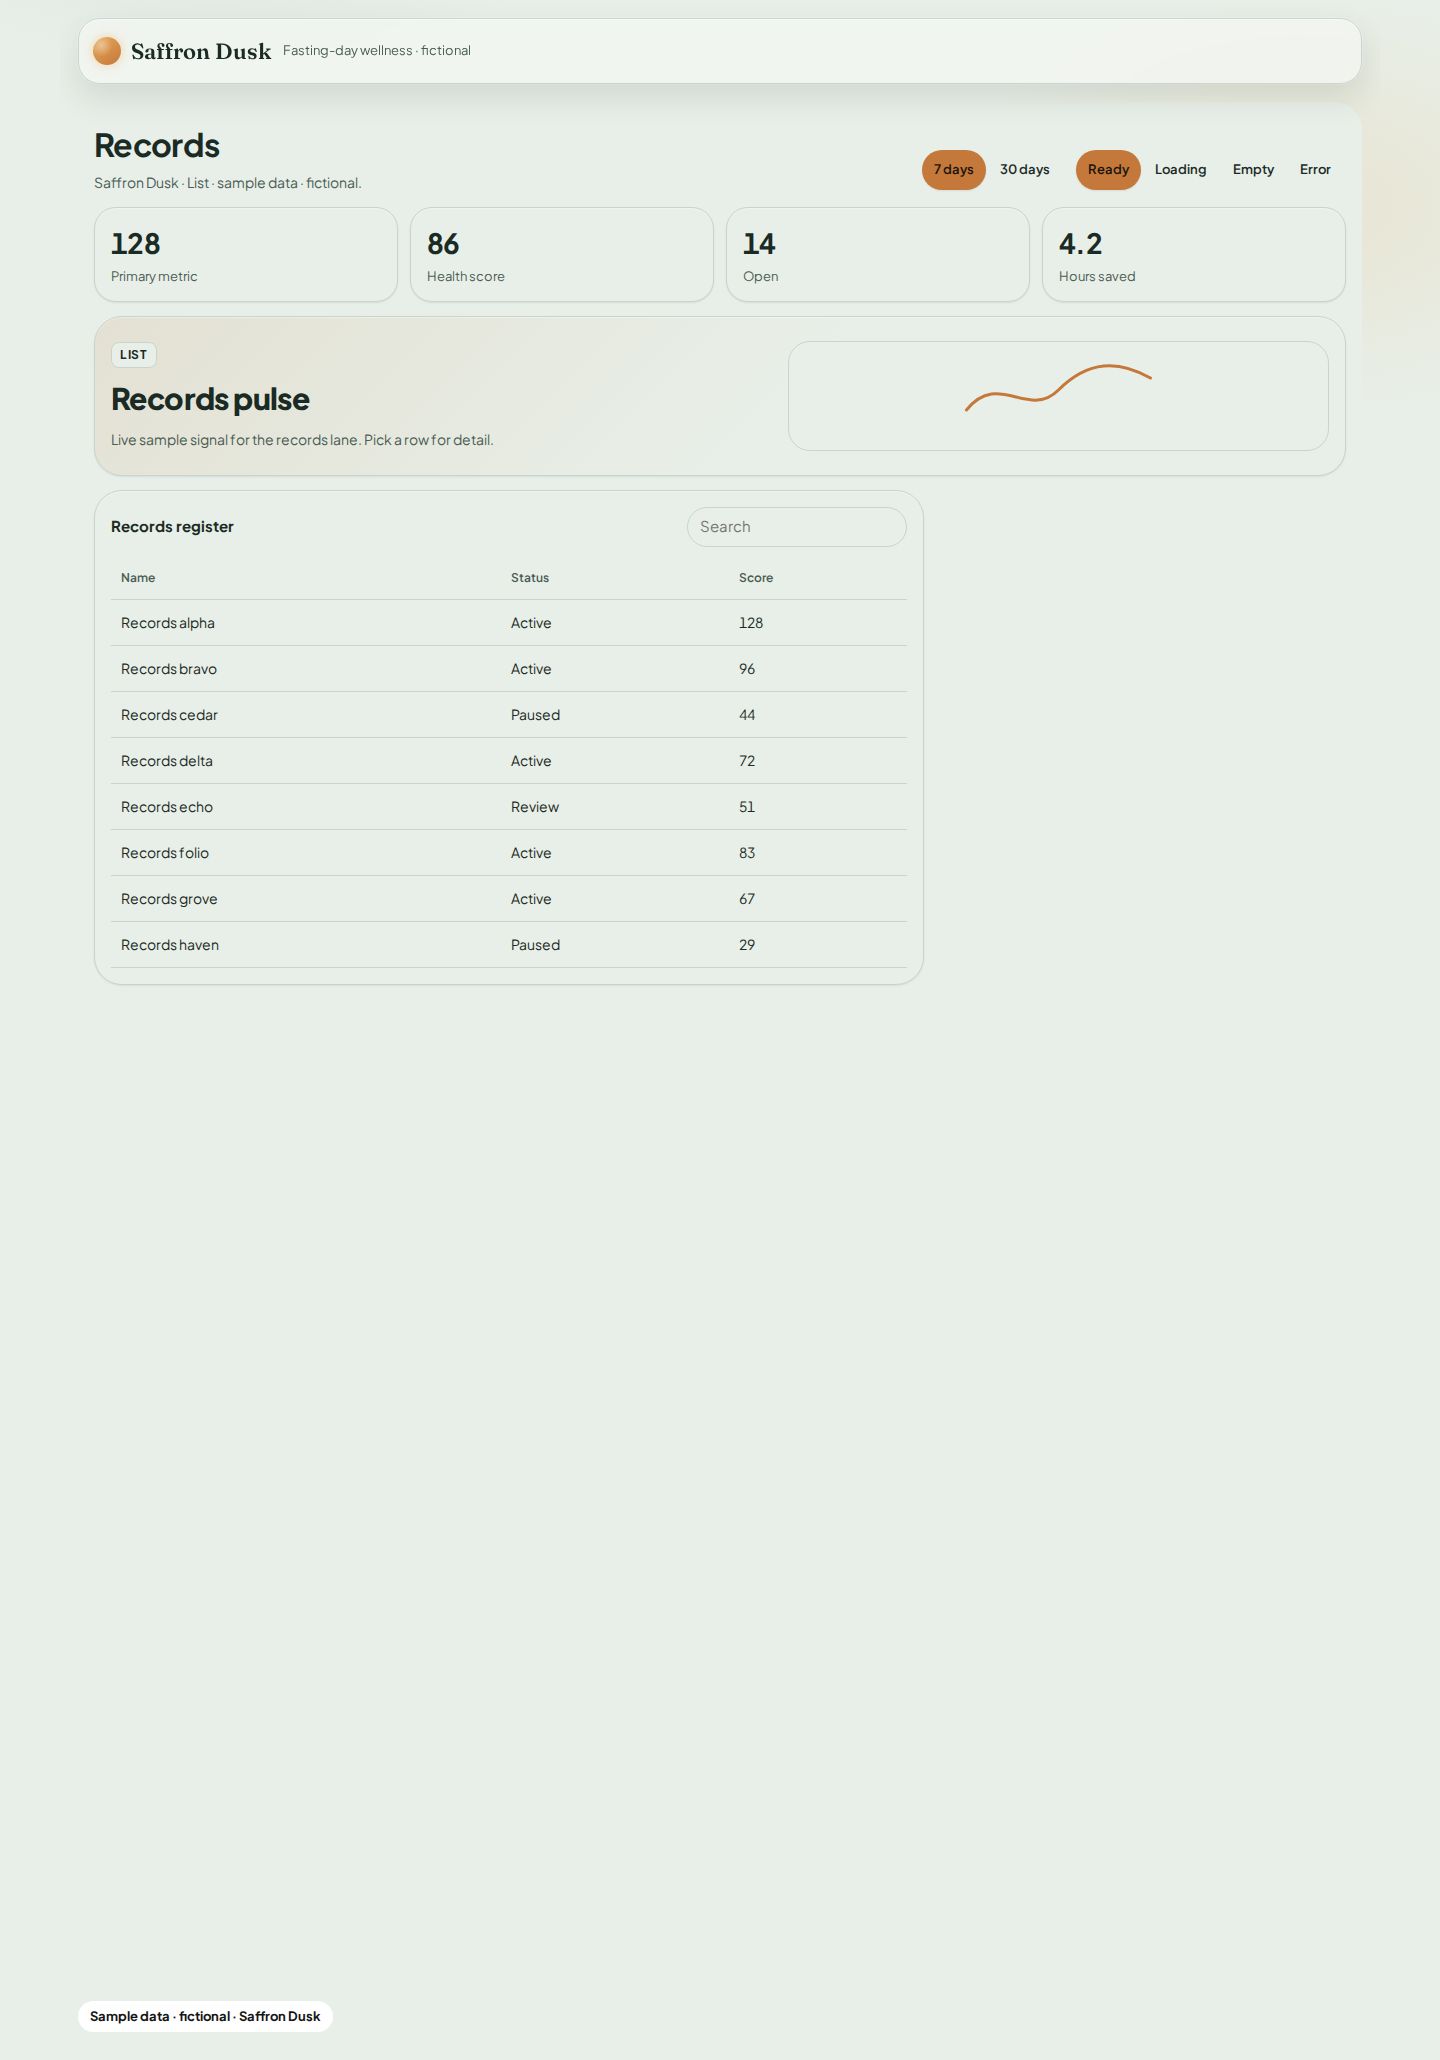 Saffron Dusk Fasting-day wellness · fictional
Records
Saffron Dusk · List · sample data · fictional.
7 days 30 days Ready Loading Empty Error
128 86 14 4.2
Primary metric Health score Open Hours saved
LIST
Records pulse
Live sample signal for the records lane. Pick a row for detail.
Records register Search
Name Status Score
Records alpha Active 128
Records bravo Active 96
Records cedar Paused 44
Records delta Active 72
Records echo Review 51
Records folio Active 83
Records grove Active 67
Records haven Paused 29
Sample data · fictional · Saffron Dusk